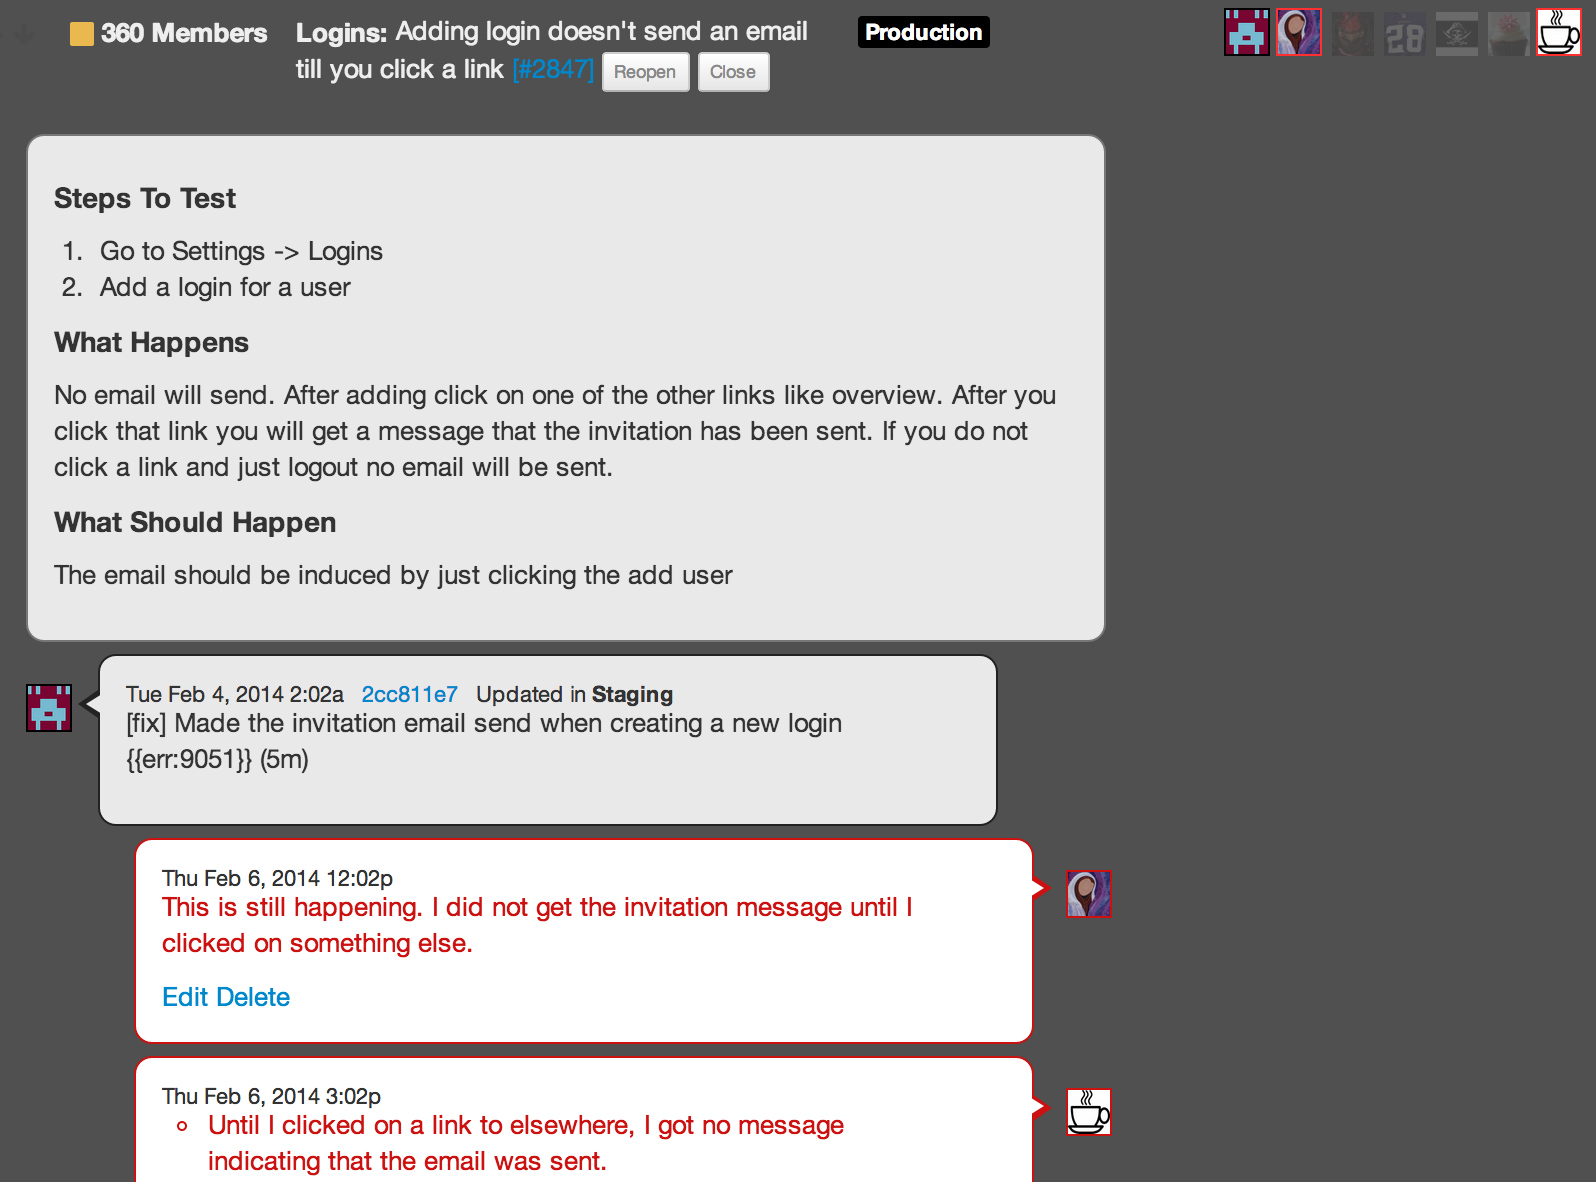 360 Members
Logins: Adding login doesn't send an email
till you click a link [#2847] Reopen Close
Production
28
Steps To Test
1. Go to Settings -> Logins
2. Add a login for a user
What Happens
No email will send. After adding click on one of the other links like overview. After you
click that link you will get a message that the invitation has been sent. If you do not
click a link and just logout no email will be sent.
What Should Happen
The email should be induced by just clicking the add user
Tue Feb 4, 2014 2:02a 2cc811e7 Updated in Staging
[fix] Made the invitation email send when creating a new login
{{err:9051}} (5m)
Thu Feb 6, 2014 12:02p
This is still happening. I did not get the invitation message until I
clicked on something else.
Edit Delete
Thu Feb 6, 2014 3:02p
Until I clicked on a link to elsewhere, I got no message
indicating that the email was sent.